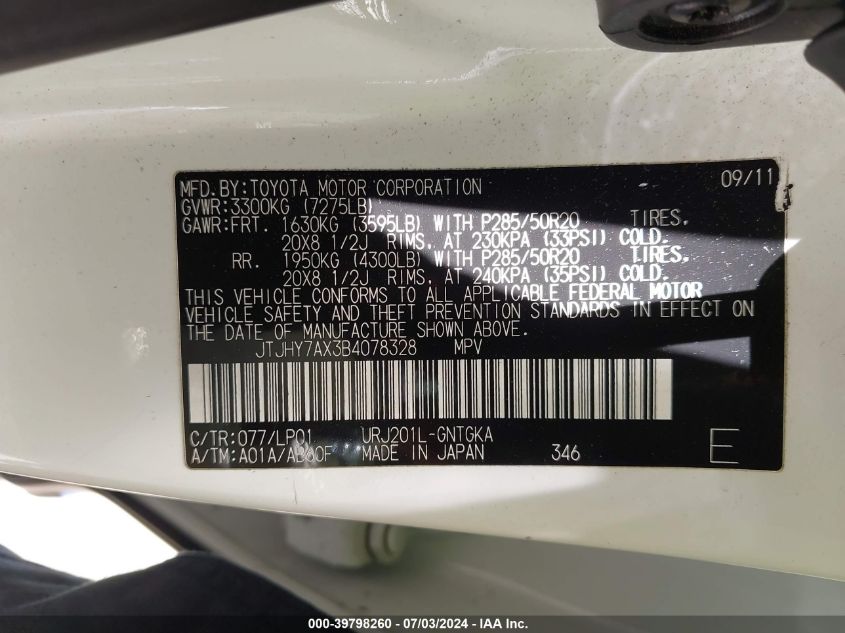 MFD.BY:TOYOTA MOTOR CORPORATION 09/11
GVWR:3300KG (7275LB)
GAWR:FRT. 1630KG (3595LB) WITH P285/50R20 TIRES.
20X8 1/2J RIMS, AT 230KPA (33PSI) COLD.
RR. 1950KG (4300LB) WITH P285/50R20 TIRES.
20X8 1/2J RIMS, AT 240KPA (35PSI) COLD.
THIS VEHICLE CONFORMS TO ALL APPLICABLE FEDERAL MOTOR
VEHICLE SAFETY AND THEFT PREVENTION STANDARDS IN EFFECT ON
THE DATE OF MANUFACTURE SHOWN ABOVE.
JTJHY7AX3B4078328 MPV
C/TR:077/LP01 URJ201L-GNTGKA
A/TM:A01A/AB60F MADE IN JAPAN 346 E
000-39798260 - 07/03/2024 - IAA Inc.